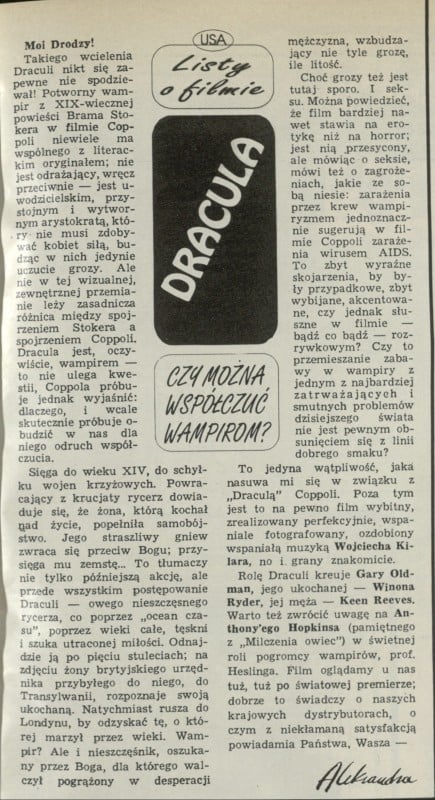 USA
Listy
o filmie
DRACULA
CZY MOŻNA
WSPÓŁCZUĆ
WAMPIROM?
Moi Drodzy!
Takiego wcielenia
Draculi nikt się za-
pewne nie spodzie-
wał! Potworny wam-
pir z XIX-wiecznej
powieści Brama Sto-
kera w filmie Cop-
poli niewiele ma
wspólnego z literac-
kim oryginałem; nie
jest odrażający, wręcz
przeciwnie — jest u-
wodzicielskim, przy-
stojnym i wytwor-
nym arystokratą, któ-
ry nie musi zdoby-
wać kobiet siłą, bu-
dząc w nich jedynie
uczucie grozy. Ale
nie w tej wizualnej,
zewnętrznej przemia-
nie leży zasadnicza
różnica między spoj-
rzeniem Stokera a
spojrzeniem Coppoli.
Dracula jest, oczy-
wiście, wampirem —
to nie ulega kwe-
stii, Coppola próbu-
je jednak wyjaśnić:
dlaczego, i wcale
skutecznie próbuje o-
budzić w nas dla
niego odruch współ-
czucia.
Sięga do wieku XIV, do schył-
ku wojen krzyżowych. Powra-
cający z krucjaty rycerz dowia-
duje się, że żona, którą kochał
nad życie, popełniła samobój-
stwo. Jego straszliwy gniew
zwraca się przeciw Bogu; przy-
sięga mu zemstę... To tłumaczy
nie tylko późniejszą akcję, ale
przede wszystkim postępowanie
Draculi — owego nieszczęsnego
rycerza, co poprzez „ocean cza-
su”, poprzez wieki całe, tęskni
i szuka utraconej miłości. Odnaj-
dzie ją po pięciu stuleciach; na
zdjęciu żony brytyjskiego urzęd-
nika przybyłego do niego, do
Transylwanii, rozpoznaje swoją
ukochaną. Natychmiast rusza do
Londynu, by odzyskać tę, o któ-
rej marzył przez wieki. Wam-
pir? Ale i nieszczęśnik, oszuka-
ny przez Boga, dla którego wal-
czył pogrążony w desperacji
mężczyzna, wzbudza-
jący nie tyle grozę,
ile litość.
Choć grozy też jest
tutaj sporo. I sek-
su. Można powiedzieć,
że film bardziej na-
wet stawia na ero-
tykę niż na horror;
jest nią przesycony,
ale mówiąc o seksie,
mówi też o zagroże-
niach, jakie ze so-
bą niesie: zarażenia
przez krew wampi-
ryzmem jednoznacz-
nie sugerują w fil-
mie Coppoli zaraże-
nia wirusem AIDS.
To zbyt wyraźne
skojarzenia, by by-
ły przypadkowe, zbyt
wybijane, akcentowa-
ne, czy jednak słu-
szne w filmie —
bądź co bądź — roz-
rywkowym? Czy to
przemieszanie zaba-
wy w wampiry z
jednym z najbardziej
zatrważających i
smutnych problemów
dzisiejszego świata
nie jest pewnym ob-
sunięciem się z linii
dobrego smaku?
To jedyna wątpliwość, jaka
nasuwa mi się w związku z
„Draculą” Coppoli. Poza tym
jest to na pewno film wybitny,
zrealizowany perfekcyjnie, wspa-
niale fotografowany, ozdobiony
wspaniałą muzyką Wojciecha Ki-
lara, no i grany znakomicie.
Rolę Draculi kreuje Gary Old-
man, jego ukochanej — Winona
Ryder, jej męża — Keen Reeves.
Warto też zwrócić uwagę na An-
thony'ego Hopkinsa (pamiętnego
z „Milczenia owiec”) w świetnej
roli pogromcy wampirów, prof.
Heslinga. Film oglądamy u nas
tuż, tuż po światowej premierze;
dobrze to świadczy o naszych
krajowych dystrybutorach, o
czym z niekłamaną satysfakcją
powiadamia Państwa, Wasza —
Aleksandra